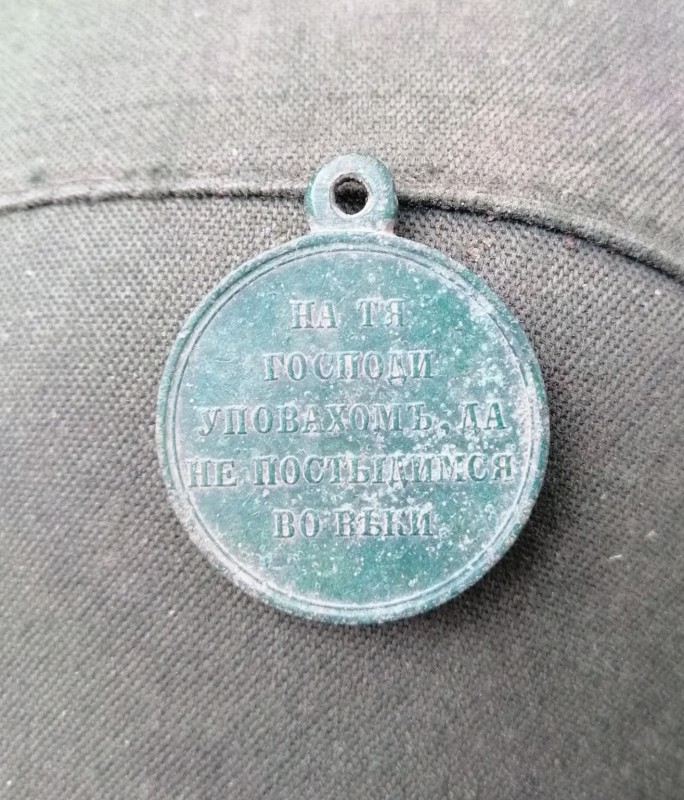 НА ТЯ
ГОСПОДИ
УПОВАХОМЪ, ДА
НЕ ПОСТЫДИМСЯ
ВО ВѢКИ